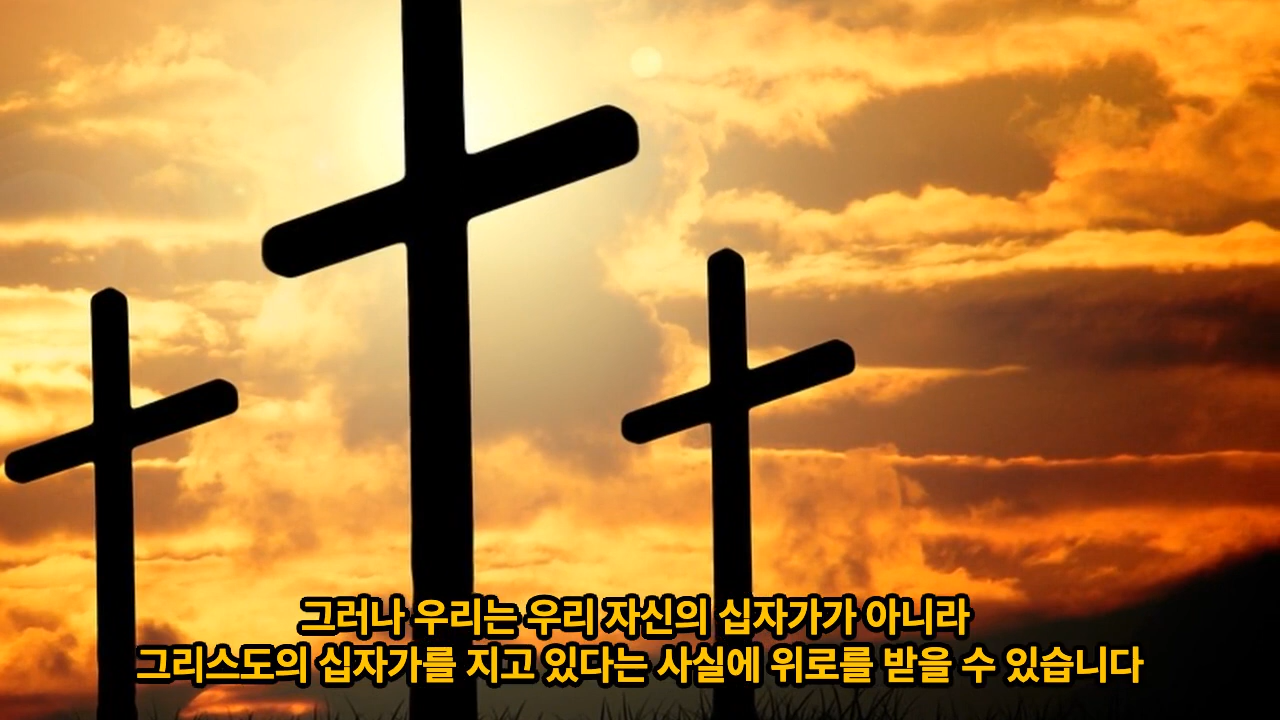 그러나 우리는 우리 자신의 십자가가 아니라
그리스도의 십자가를 지고 있다는 사실에 위로를 받을 수 있습니다